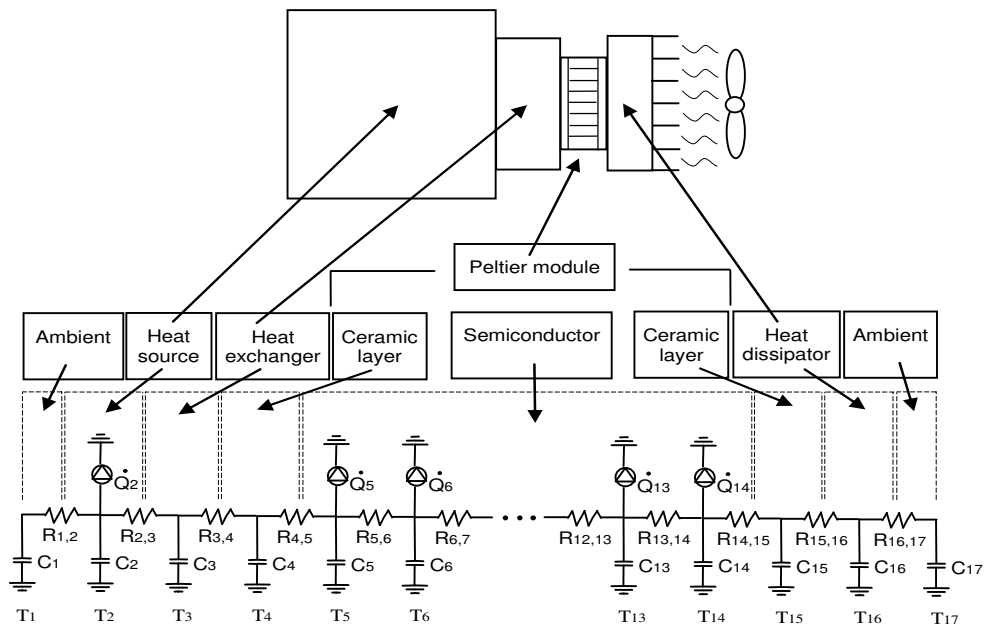 Peltier module
Ambient
Heat
source
Heat
exchanger
Ceramic
layer
Semiconductor
Ceramic
layer
Heat
dissipator
Ambient
Q̇2 Q̇5 Q̇6 Q̇13 Q̇14
R1,2 R2,3 R3,4 R4,5 R5,6 R6,7 ••• R12,13 R13,14 R14,15 R15,16 R16,17
C1 C2 C3 C4 C5 C6 C13 C14 C15 C16 C17
T1 T2 T3 T4 T5 T6 T13 T14 T15 T16 T17